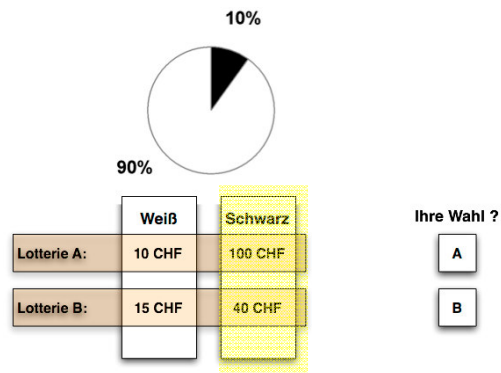 10%
90%
Weiß Schwarz Ihre Wahl ?
Lotterie A: 10 CHF 100 CHF A
Lotterie B: 15 CHF 40 CHF B